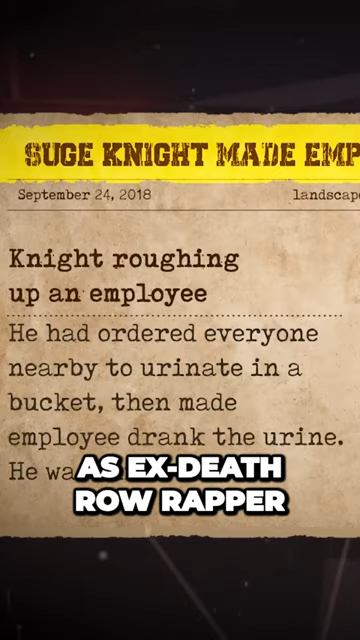 SUGE KNIGHT MADE EMP
September 24, 2018 landscap
Knight roughing
up an employee
He had ordered everyone
nearby to urinate in a
bucket, then made
employee drank the urine.
He wa
AS EX-DEATH
ROW RAPPER